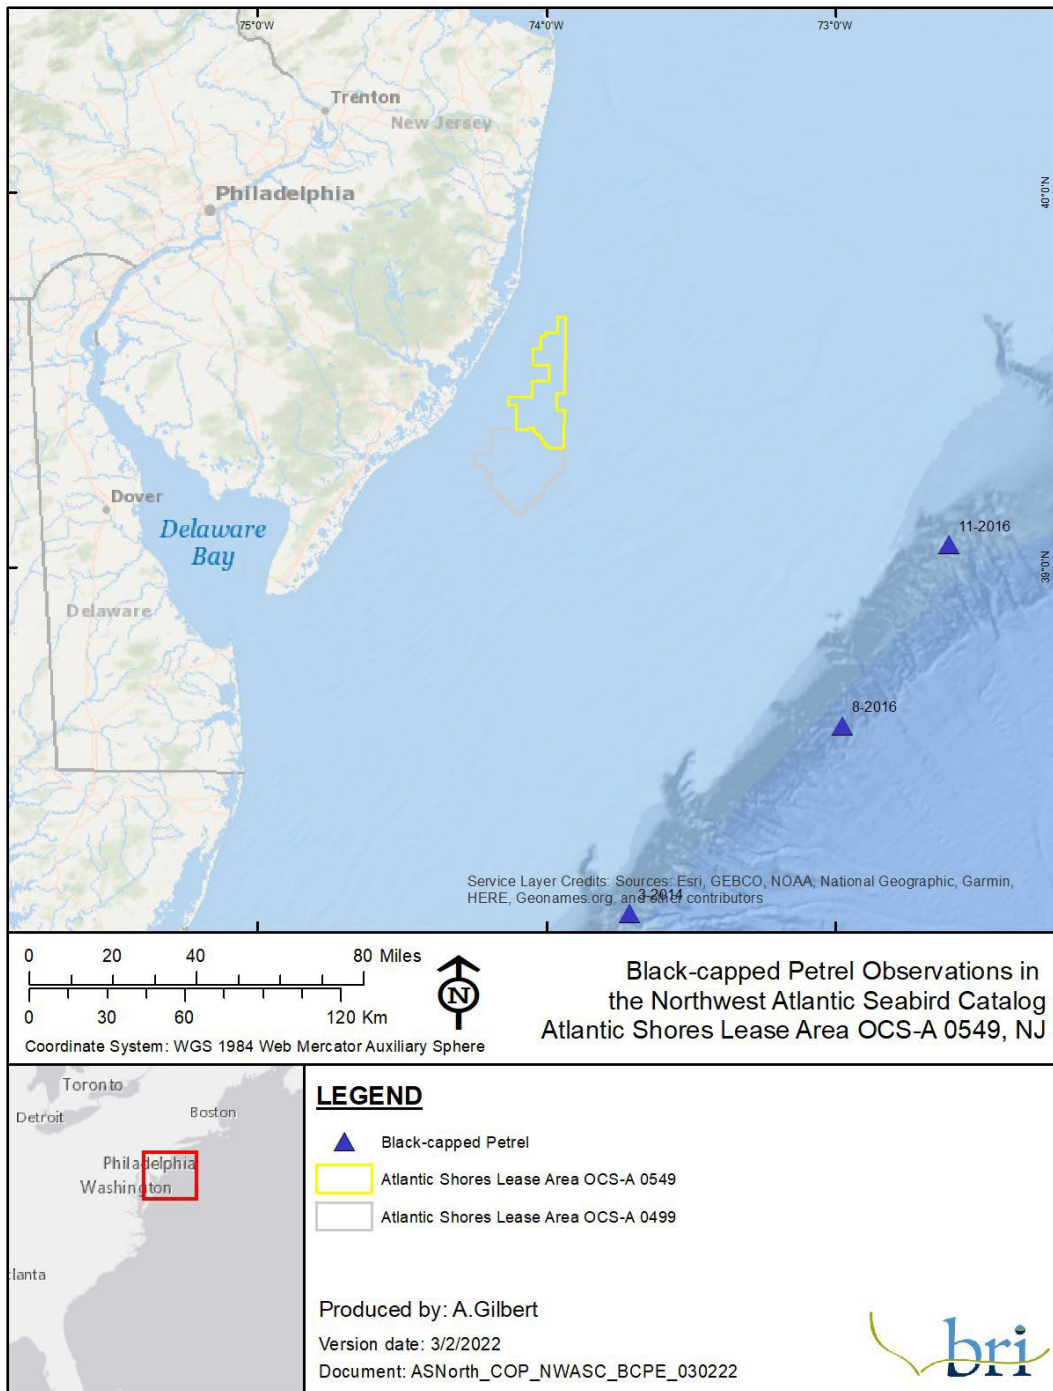 75°0'W
74°0'W
73°0'W
Trenton
New Jersey
Philadelphia
40°0'N
Dover
Delaware
Bay
Delaware
11-2016
39°0'N
8-2016
3-2014
Service Layer Credits: Sources: Esri, GEBCO, NOAA, National Geographic, Garmin,
HERE, Geonames.org, and other contributors
0 20 40 80 Miles
0 30 60 120 Km
N
Coordinate System: WGS 1984 Web Mercator Auxiliary Sphere
Black-capped Petrel Observations in
the Northwest Atlantic Seabird Catalog
Atlantic Shores Lease Area OCS-A 0549, NJ
Toronto
Detroit
Boston
Philadelphia
Washington
lanta
LEGEND
Black-capped Petrel
Atlantic Shores Lease Area OCS-A 0549
Atlantic Shores Lease Area OCS-A 0499
Produced by: A.Gilbert
Version date: 3/2/2022
Document: ASNorth_COP_NWASC_BCPE_030222
bri